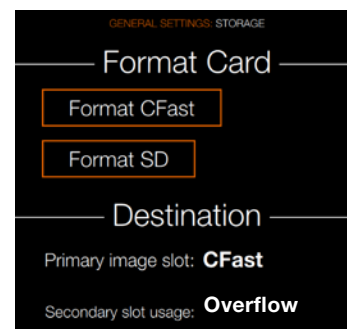 GENERAL SETTINGS: STORAGE
Format Card
Format CFast
Format SD
Destination
Primary image slot: CFast
Secondary slot usage: Overflow